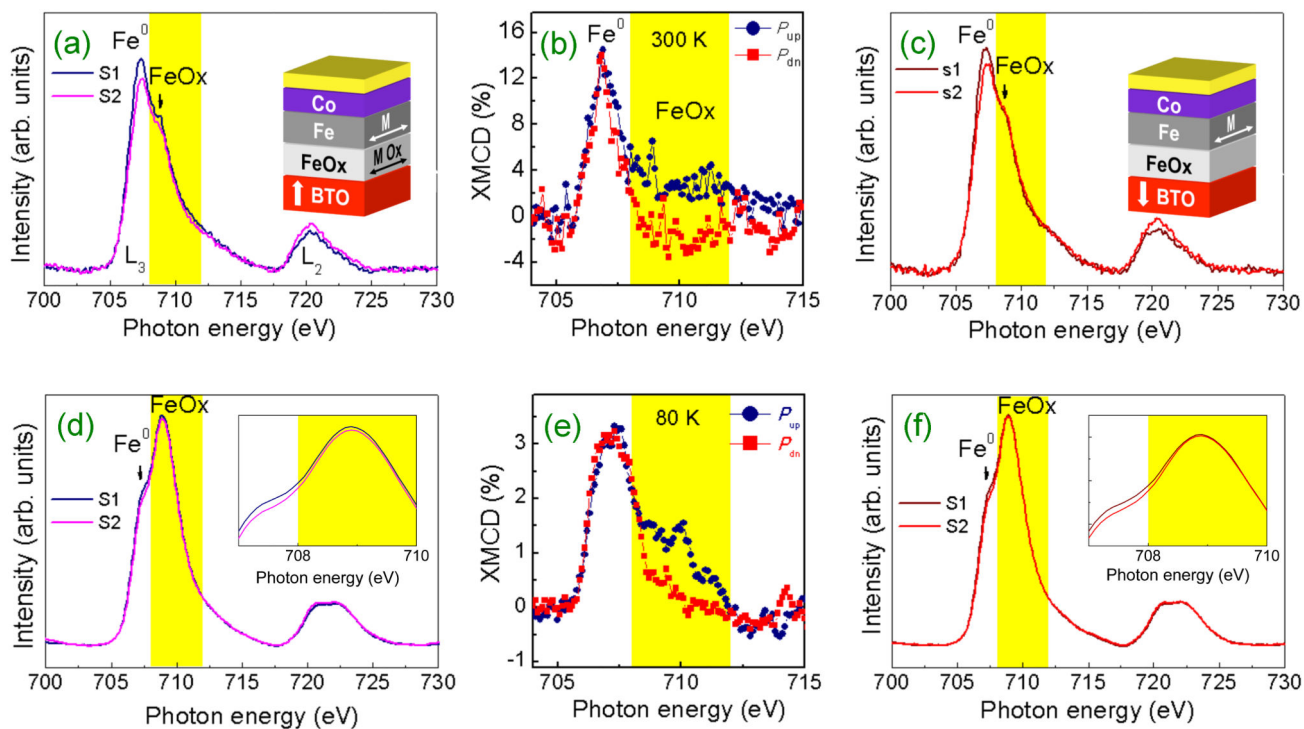 (a)
Fe⁰
FeOx
S1
S2
L₃
L₂
Co
Fe
M
FeOx
M Ox
BTO
Intensity (arb. units)
700 705 710 715 720 725 730
Photon energy (eV)
(b)
Fe⁰
300 K
P up
P dn
FeOx
XMCD (%)
16
12
8
4
0
-4
705 710 715
Photon energy (eV)
(c)
Fe⁰
FeOx
s1
s2
Co
Fe
M
FeOx
BTO
Intensity (arb. units)
700 705 710 715 720 725 730
Photon energy (eV)
(d)
FeOx
Fe⁰
S1
S2
708 710
Photon energy (eV)
Intensity (arb. units)
700 705 710 715 720 725 730
Photon energy (eV)
(e)
80 K
P up
P dn
XMCD (%)
3
2
1
0
-1
705 710 715
Photon energy (eV)
(f)
FeOx
Fe⁰
S1
S2
708 710
Photon energy (eV)
Intensity (arb. units)
700 705 710 715 720 725 730
Photon energy (eV)